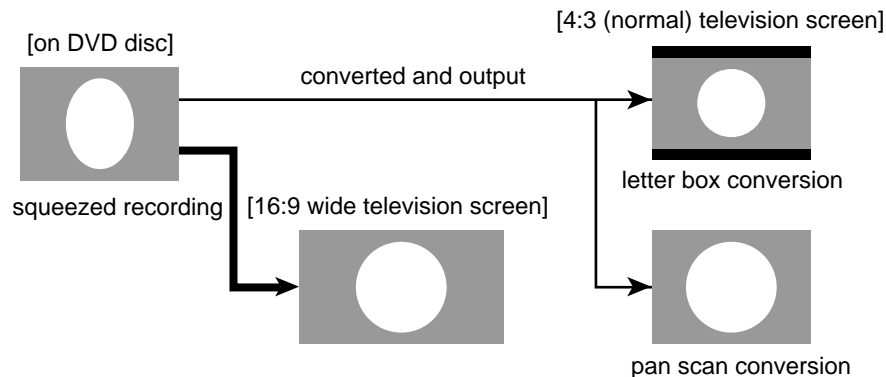 [4:3 (normal) television screen]
[on DVD disc]
converted and output
letter box conversion
squeezed recording
[16:9 wide television screen]
pan scan conversion